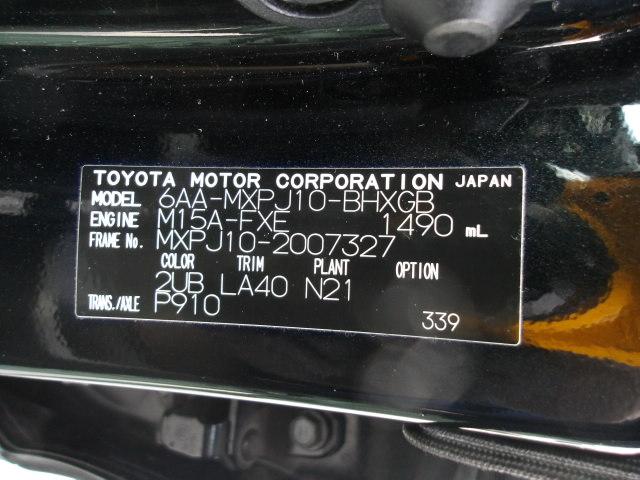 TOYOTA MOTOR CORPORATION JAPAN
MODEL 6AA-MXPJ10-BHXGB
ENGINE M15A-FXE 1490 mL
FRAME No. MXPJ10-2007327
COLOR TRIM PLANT OPTION
2UB LA40 N21
TRANS./AXLE P910
339